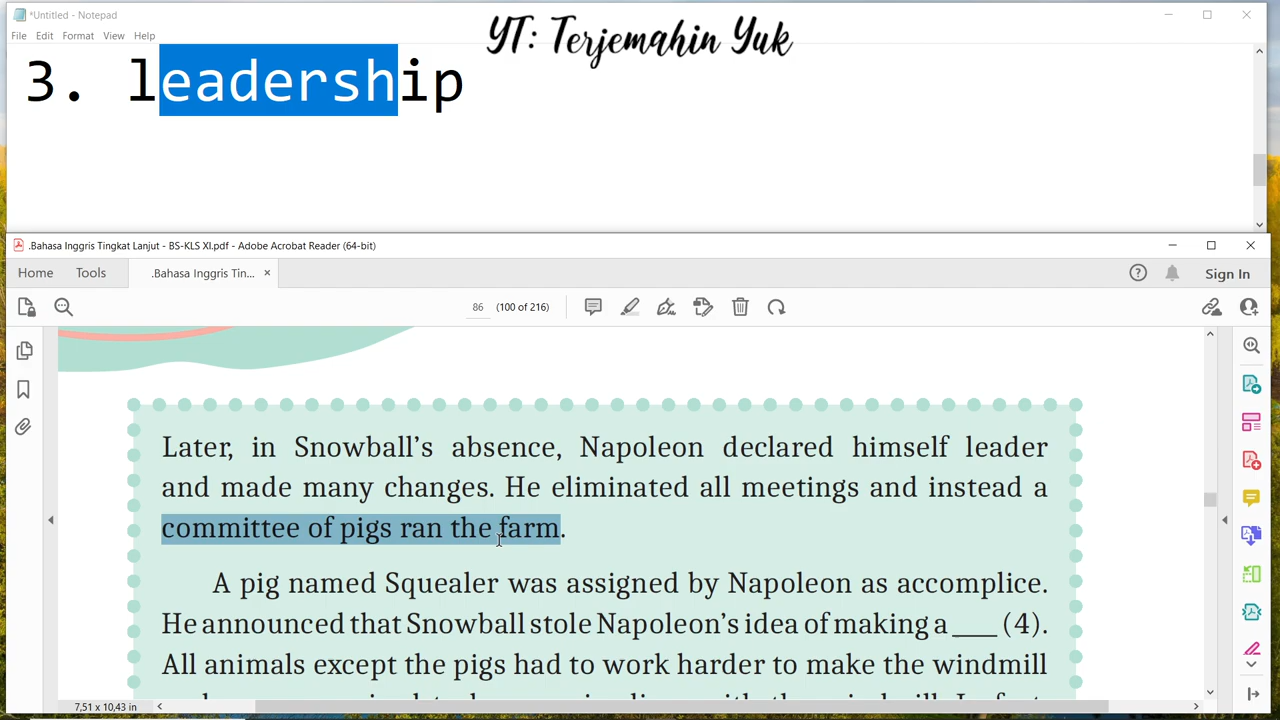 *Untitled - Notepad
YT: Terjemahin Yuk
File Edit Format View Help
3. leadership
.Bahasa Inggris Tingkat Lanjut - BS-KLS XI.pdf - Adobe Acrobat Reader (64-bit)
Home Tools .Bahasa Inggris Tin... × Sign In
86 (100 of 216)
Later, in Snowball’s absence, Napoleon declared himself leader
and made many changes. He eliminated all meetings and instead a
committee of pigs ran the farm.
A pig named Squealer was assigned by Napoleon as accomplice.
He announced that Snowball stole Napoleon’s idea of making a ____ (4).
All animals except the pigs had to work harder to make the windmill
7,51 x 10,43 in